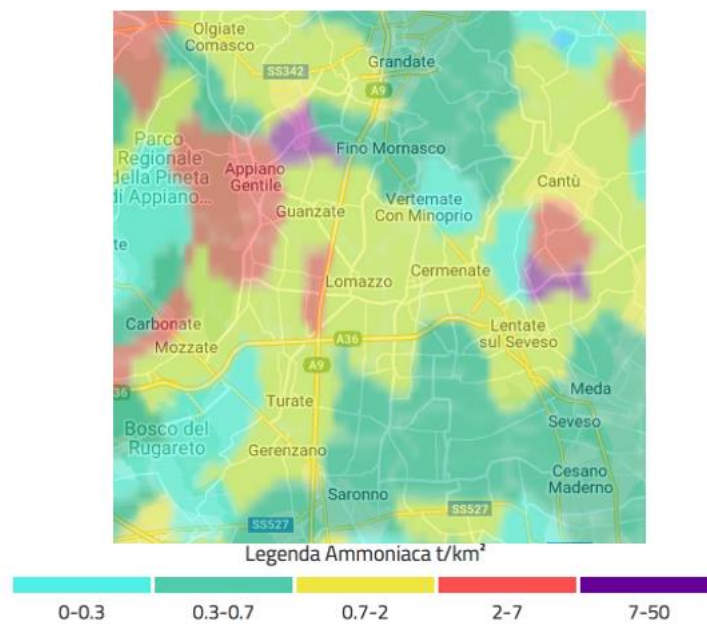 Olgiate
Comasco
Grandate
SS342
A9
Parco
Regionale
della Pineta
di Appiano...
Fino Mornasco
Appiano
Gentile
Vertemate
Con Minoprio
Cantù
Guanzate
te
Lomazzo
Cermenate
Carbonate
Mozzate
A36
Lentate
sul Seveso
A9
36
Meda
Turate
Seveso
Bosco del
Rugareto
Gerenzano
Cesano
Maderno
Saronno
SS527
SS527
Legenda Ammoniaca t/km²
0-0.3 0.3-0.7 0.7-2 2-7 7-50